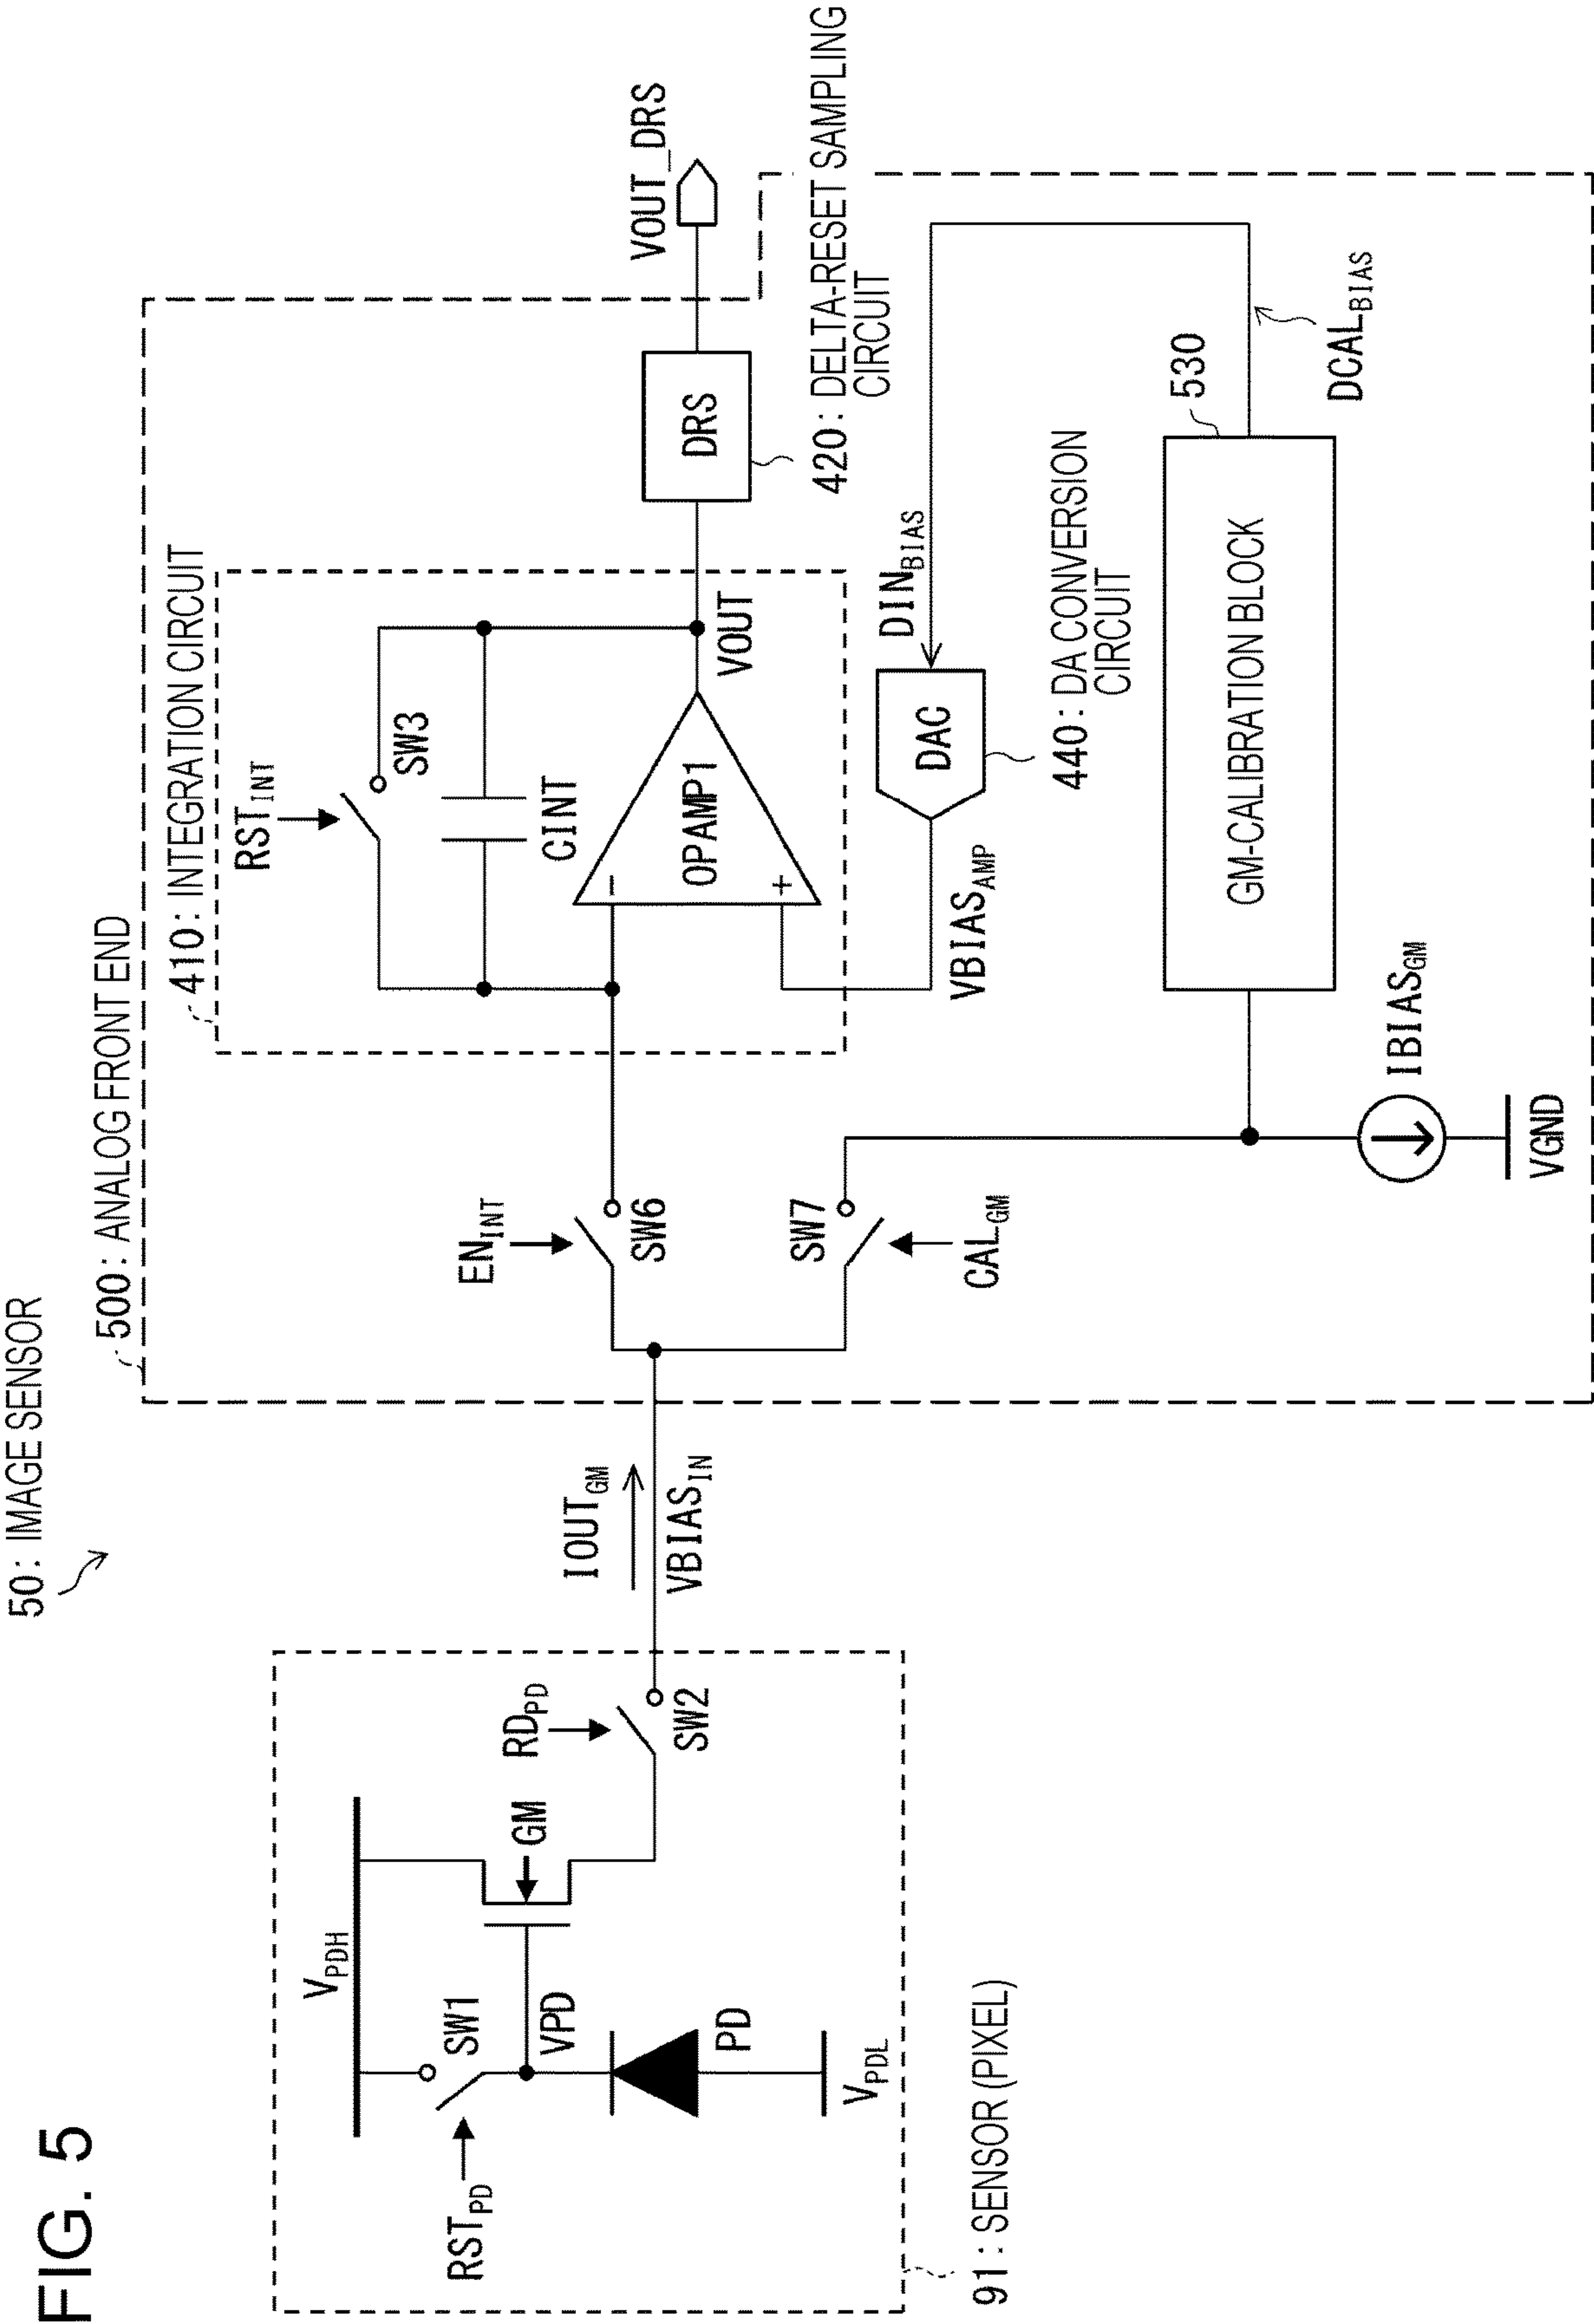 FIG. 5
50: IMAGE SENSOR
500: ANALOG FRONT END
410: INTEGRATION CIRCUIT
RST_INT
SW3
CINT
OPAMP1
−
+
VOUT
DRS
VOUT_DRS
420: DELTA-RESET SAMPLING
CIRCUIT
EN_INT
SW6
SW7
CAL_GM
VBIAS_AMP
DAC
DIN_BIAS
440: DA CONVERSION
CIRCUIT
530
GM-CALIBRATION BLOCK
DCAL_BIAS
IBIAS_GM
VGND
IOUT_GM
VBIAS_IN
V_PDH
RST_PD
SW1
VPD
GM
RD_PD
SW2
PD
V_PDL
91: SENSOR (PIXEL)